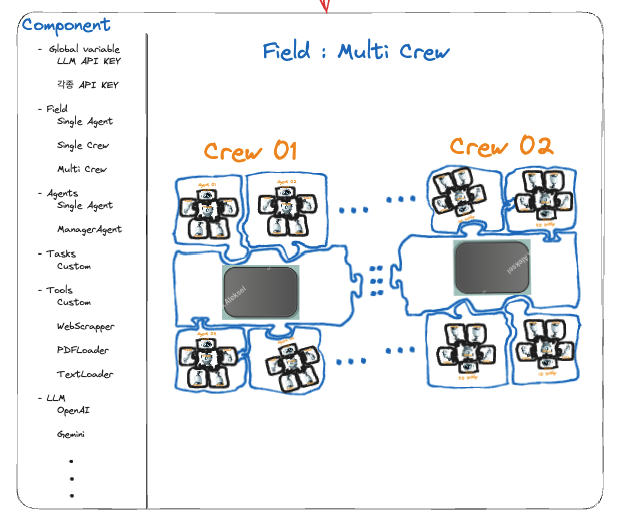 Component
- Global variable
LLM API KEY
각종 API KEY
- Field
Single Agent
Single Crew
Multi Crew
- Agents
Single Agent
ManagerAgent
- Tasks
Custom
- Tools
Custom
WebScrapper
PDFLoader
TextLoader
- LLM
OpenAI
Gemini
Field : Multi Crew
Crew 01
Crew 02
Agent 01
Agent 02
Aleksei